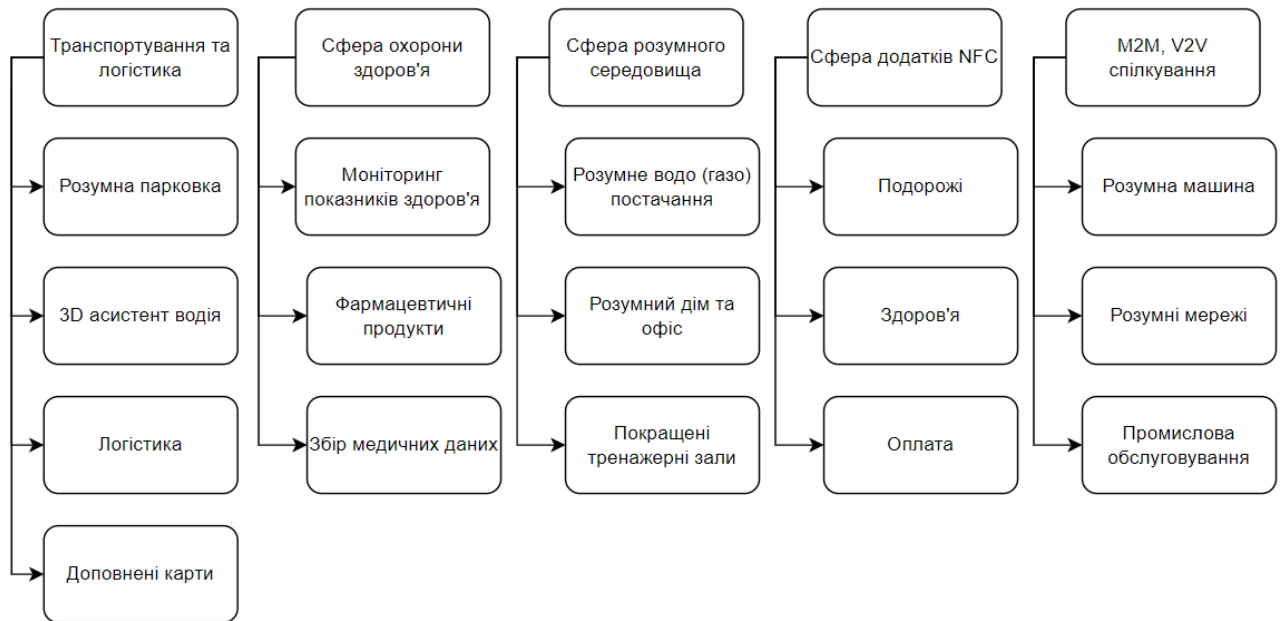 Транспортування та
логістика
Розумна парковка
3D асистент водія
Логістика
Доповнені карти
Сфера охорони
здоров'я
Моніторинг
показників здоров'я
Фармацевтичні
продукти
Збір медичних даних
Сфера розумного
середовища
Розумне водо (газо)
постачання
Розумний дім та
офіс
Покращені
тренажерні зали
Сфера додатків NFC
Подорожі
Здоров'я
Оплата
M2M, V2V
спілкування
Розумна машина
Розумні мережі
Промислова
обслуговування